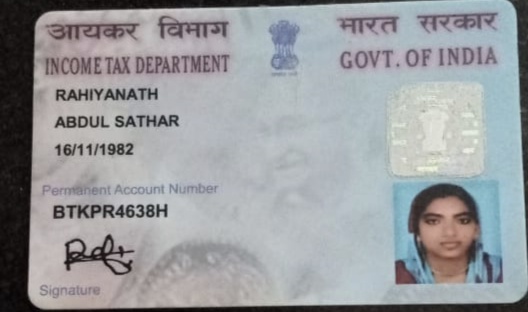 आयकर विभाग
भारत सरकार
INCOME TAX DEPARTMENT
GOVT. OF INDIA
RAHIYANATH
ABDUL SATHAR
16/11/1982
Permanent Account Number
BTKPR4638H
Signature